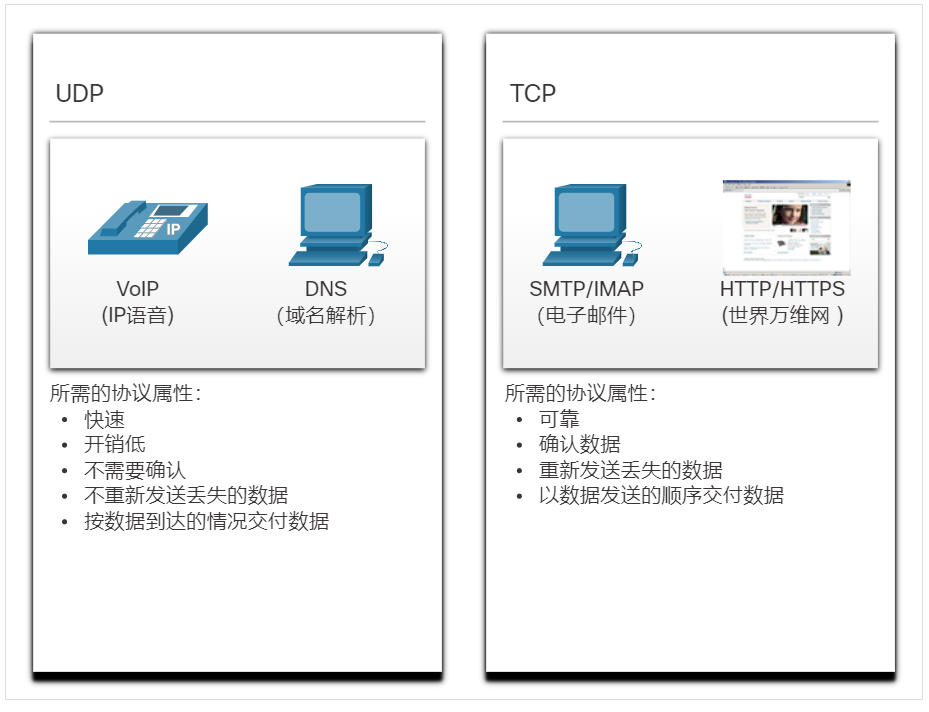 UDP
IP
VoIP
(IP语音)
DNS
（域名解析）
所需的协议属性：
• 快速
• 开销低
• 不需要确认
• 不重新发送丢失的数据
• 按数据到达的情况交付数据
TCP
SMTP/IMAP
（电子邮件）
HTTP/HTTPS
(世界万维网 )
所需的协议属性：
• 可靠
• 确认数据
• 重新发送丢失的数据
• 以数据发送的顺序交付数据